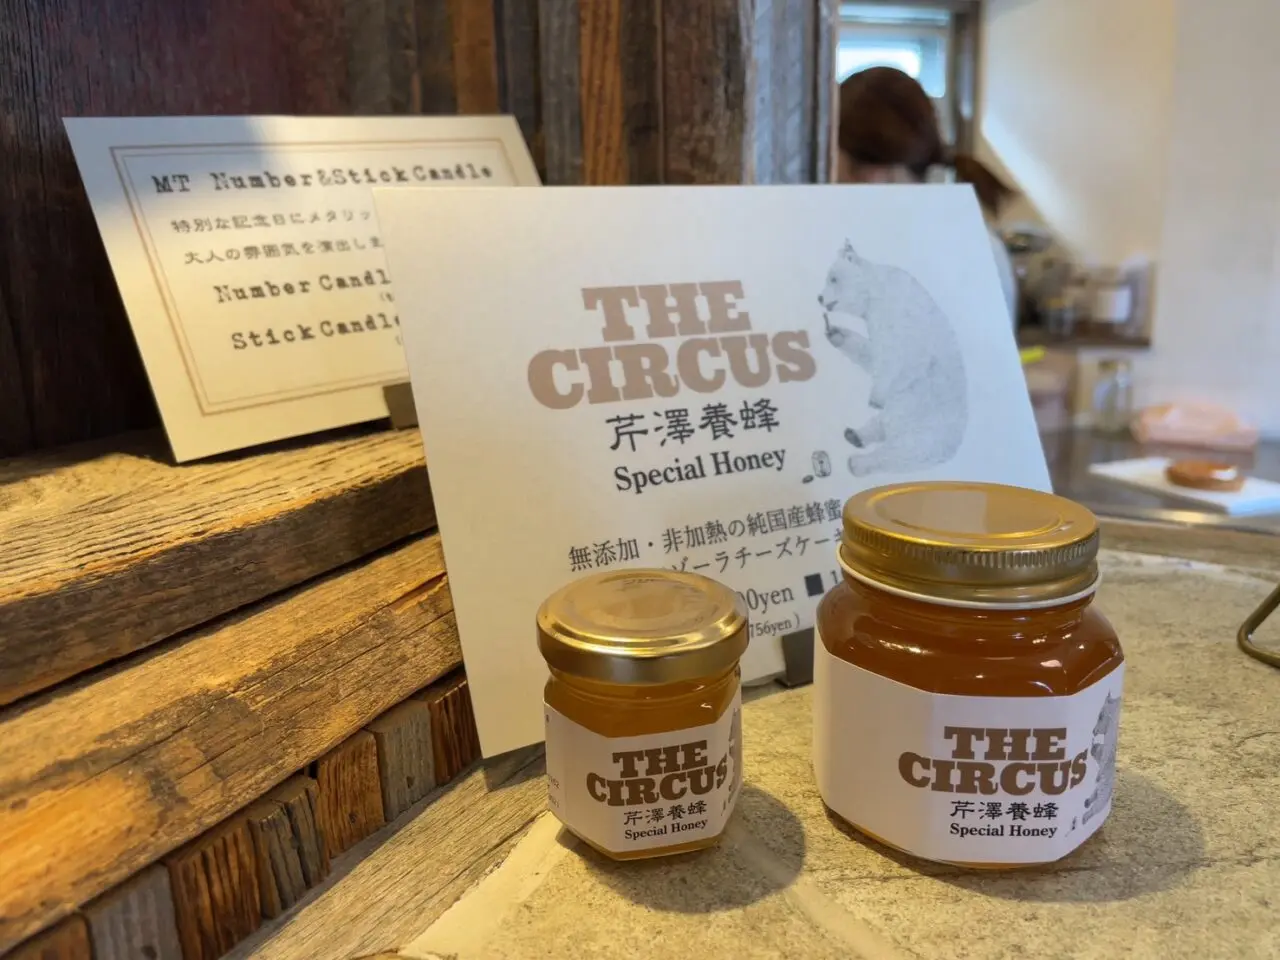 MT Number&Stick Candle
特別な記念日にメタリッ
大人の雰囲気を演出しま
Number Candl
Stick Candle
THE
CIRCUS
芹澤養蜂
Special Honey
無添加・非加熱の純国産蜂蜜
ゾーラチーズケーキ
00yen ■ 1
756yen)
THE
CIRCUS
芹澤養蜂
Special Honey
THE
CIRCUS
芹澤養蜂
Special Honey